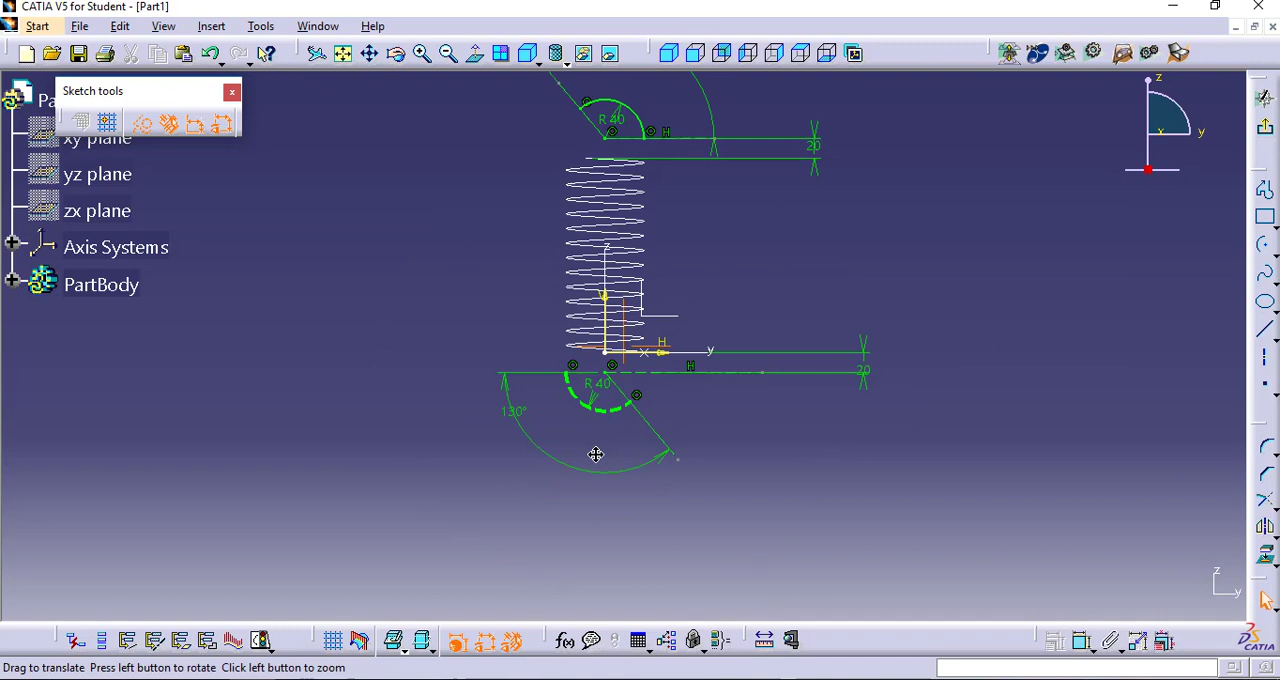 CATIA V5 for Student - [Part1]
Start File Edit View Insert Tools Window Help
Sketch tools x
xy plane
yz plane
zx plane
Axis Systems
PartBody
R 40
H
20
z
x y
z
H
y
H
20
R 40
130°
z
y
f(x)
Drag to translate Press left button to rotate Click left button to zoom
CATIA